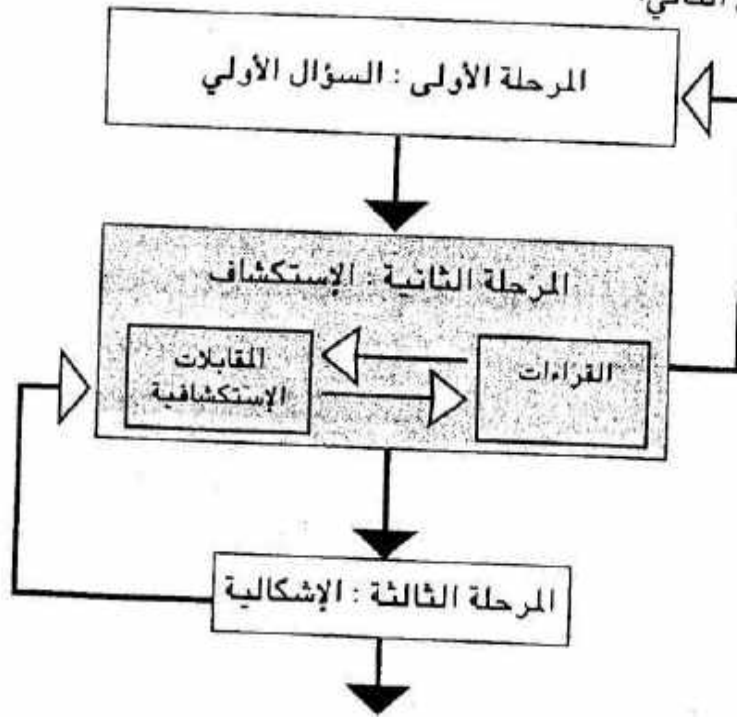 المرحلة الأولى : السؤال الأولي
المرحلة الثانية : الإستكشاف
القراءات
المقابلات
الإستكشافية
المرحلة الثالثة : الإشكالية